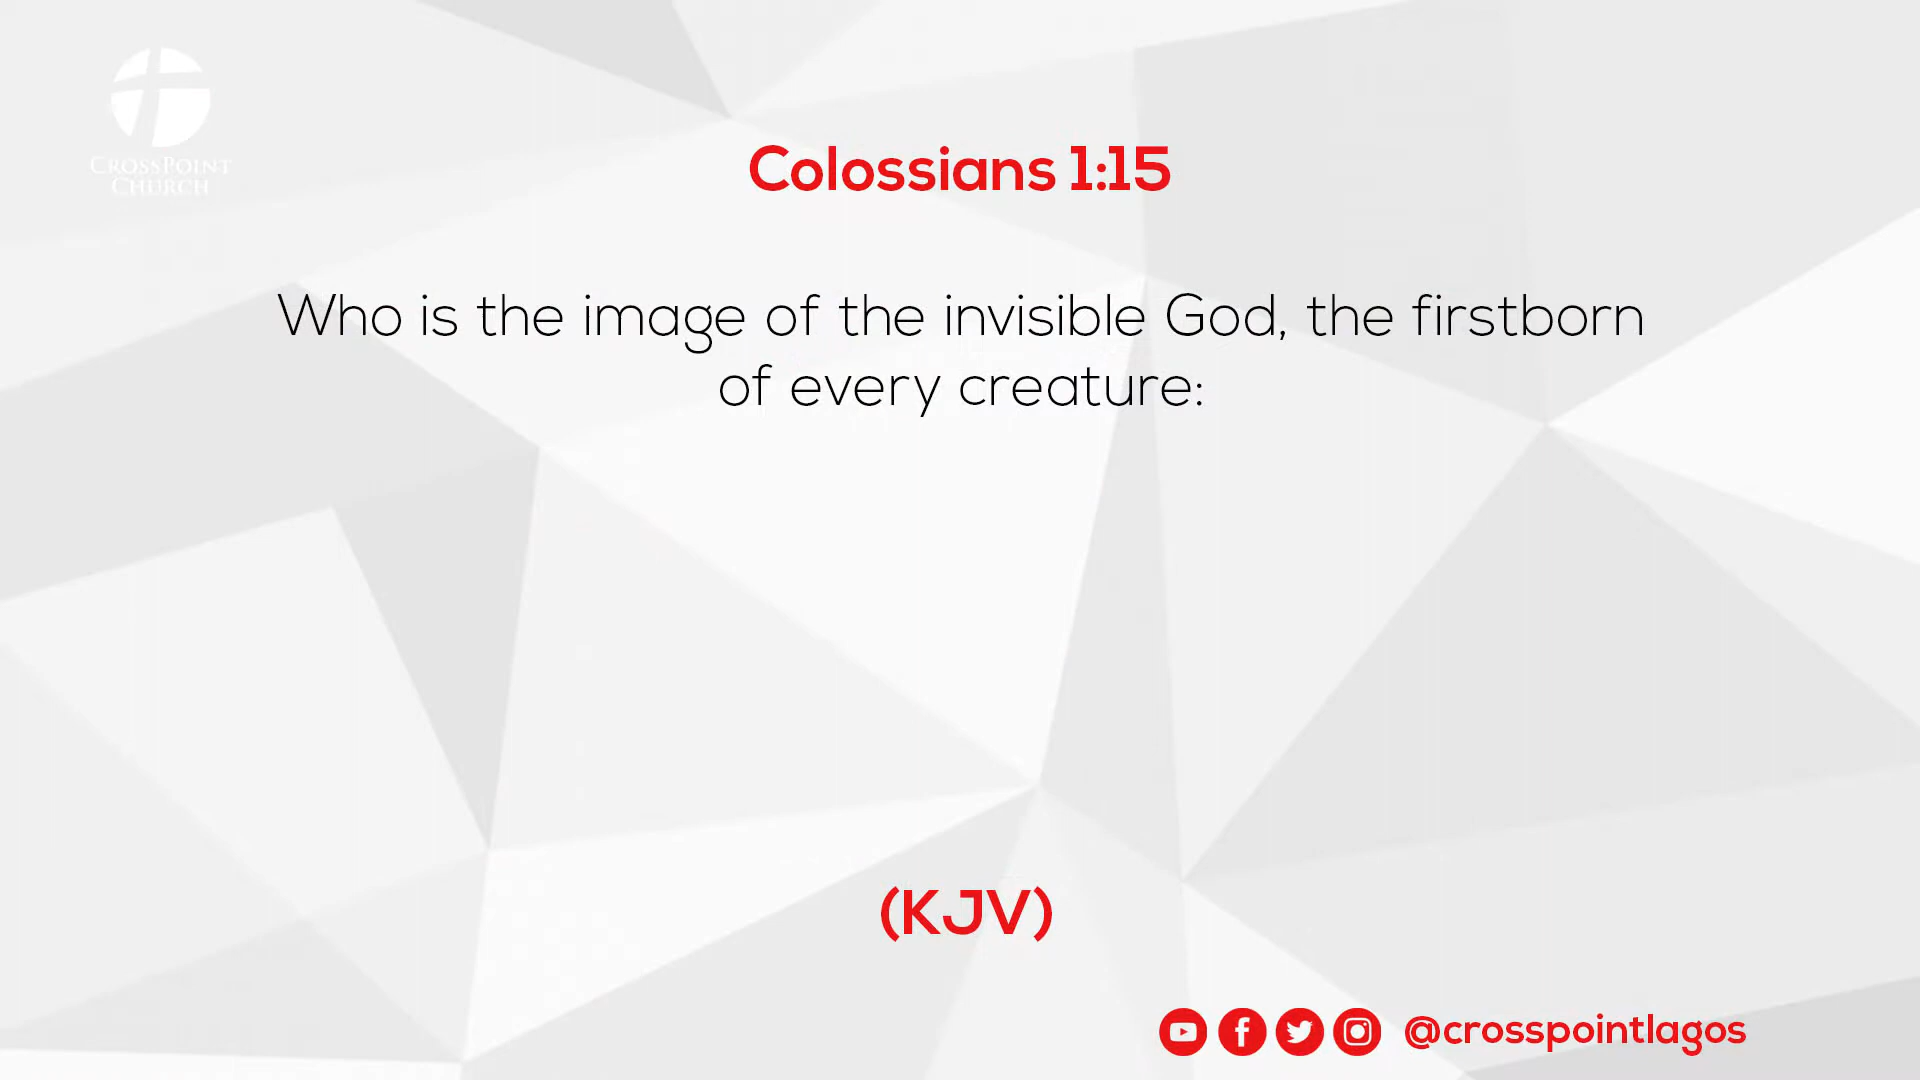 CROSSPOINT
CHURCH
Colossians 1:15
Who is the image of the invisible God, the firstborn
of every creature:
(KJV)
@crosspointlagos